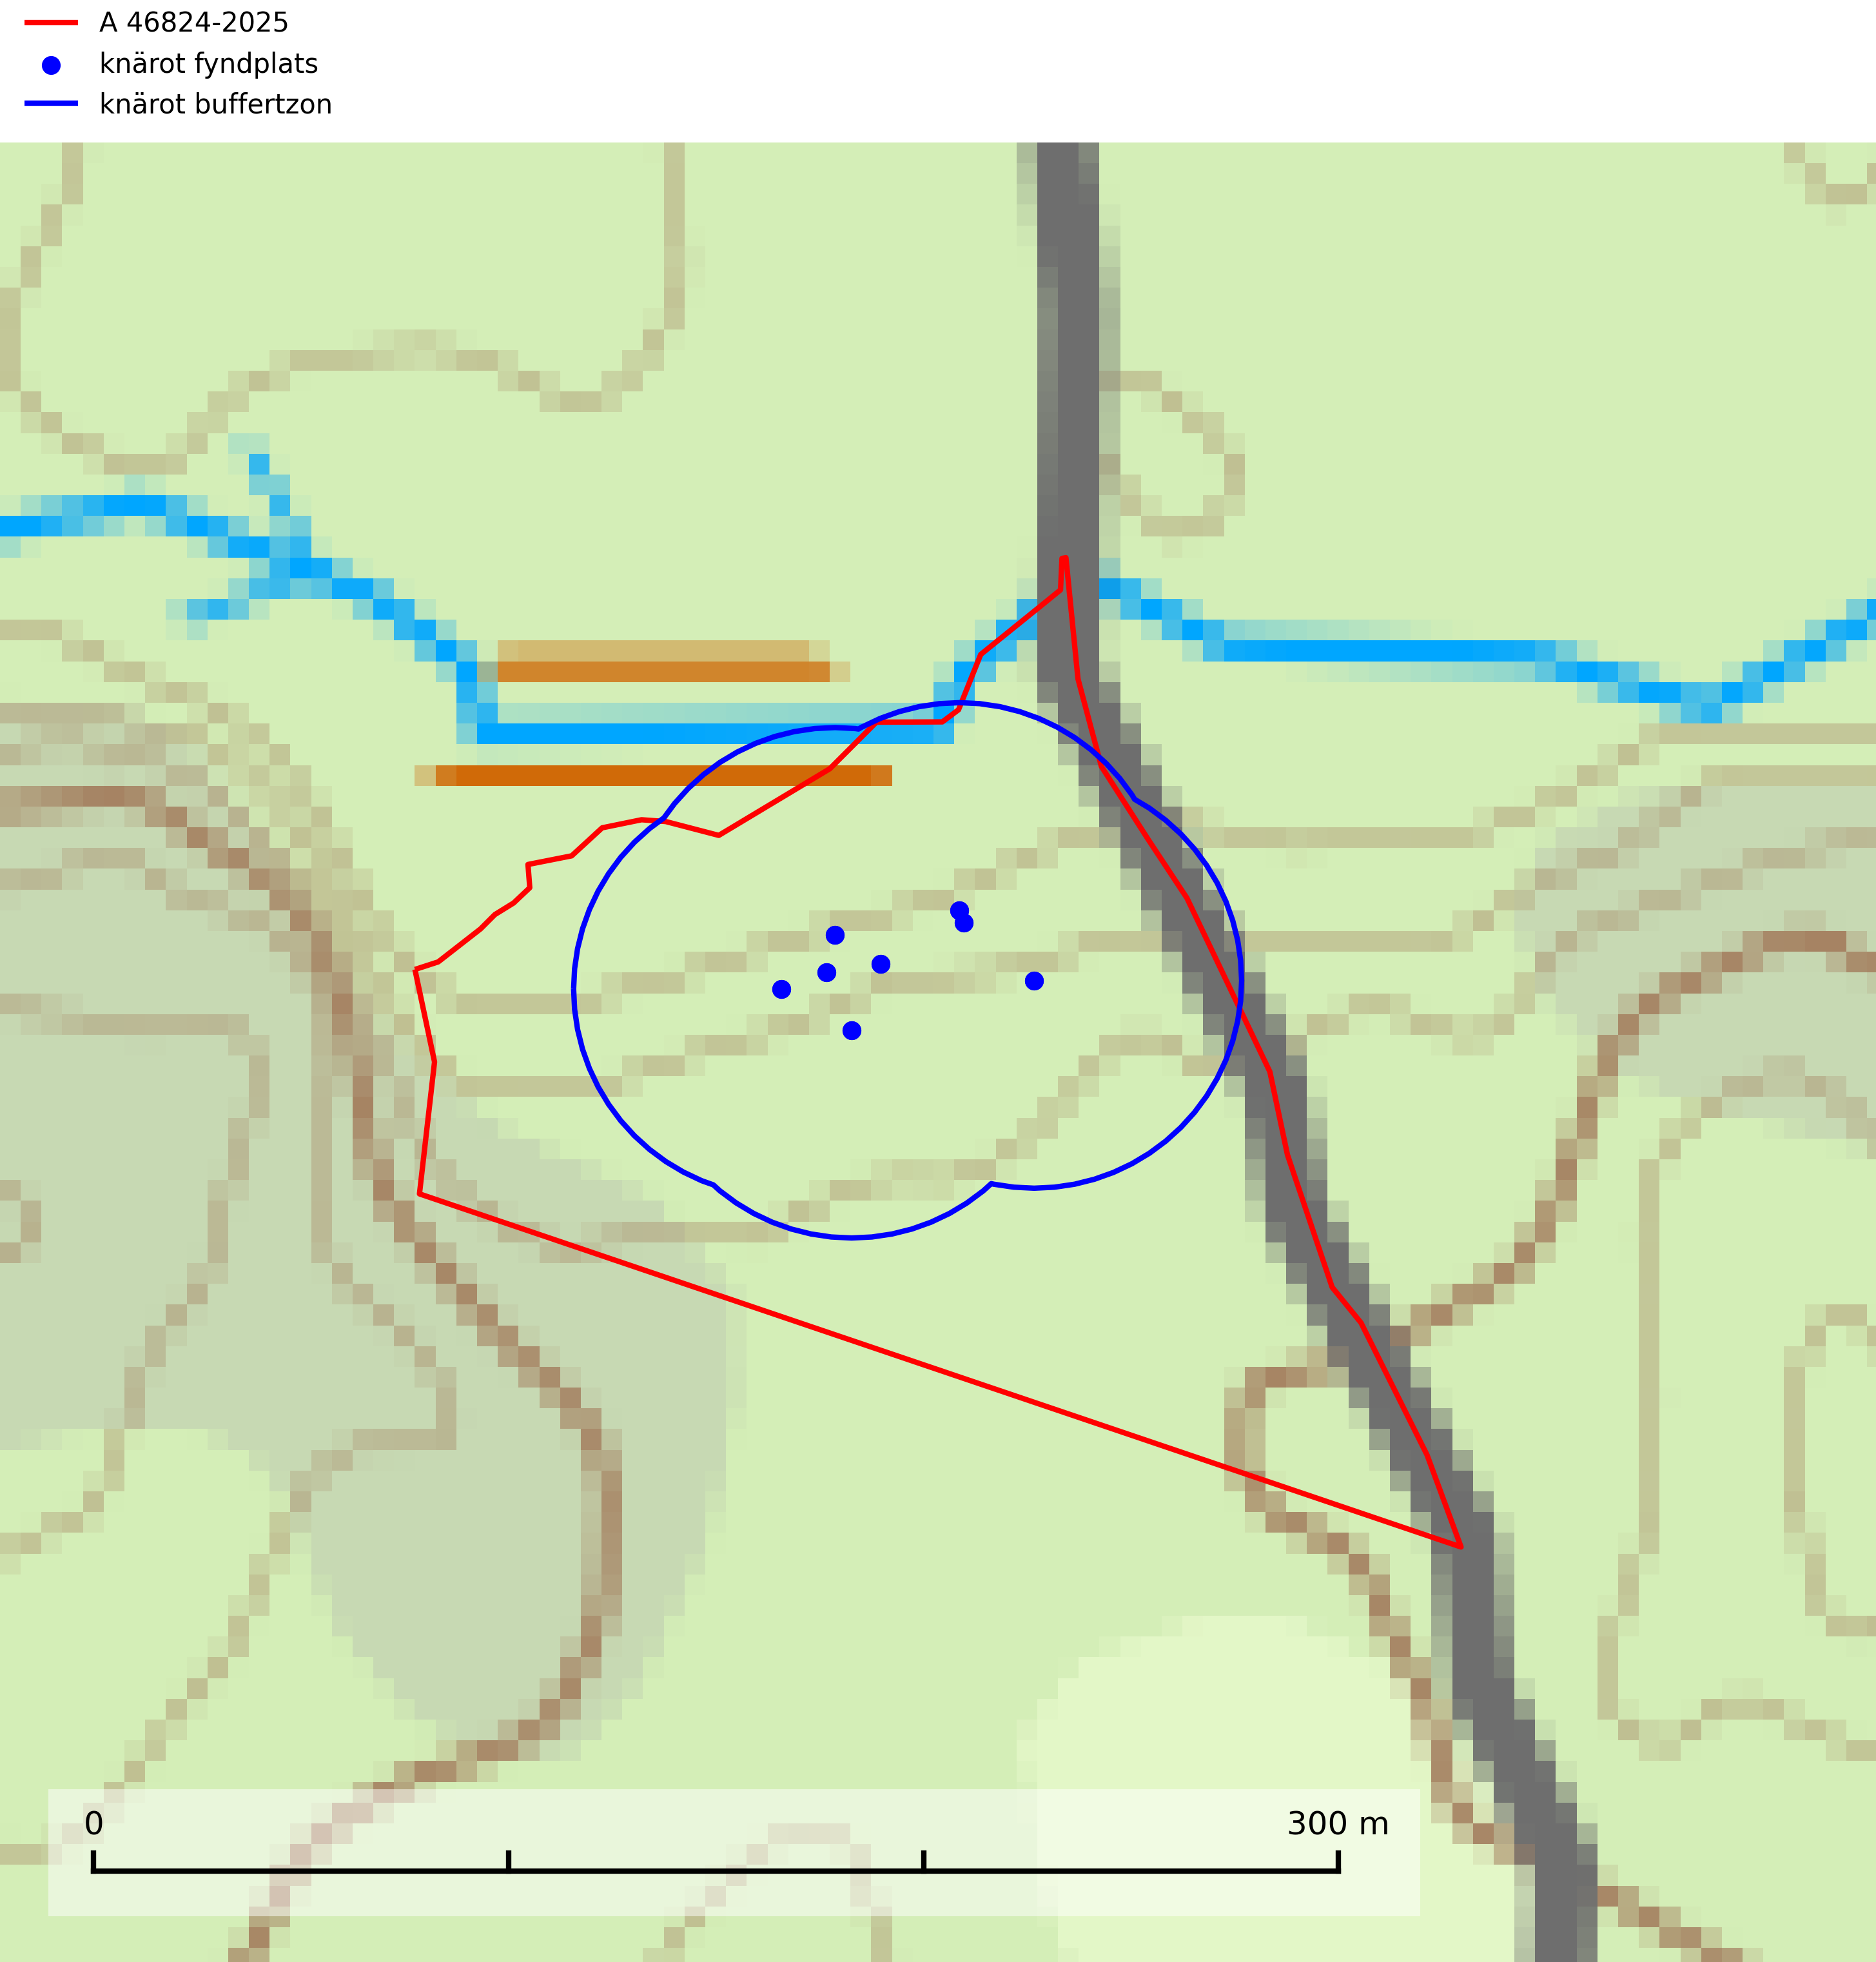 A 46824-2025
knärot fyndplats
knärot buffertzon
0 300 m